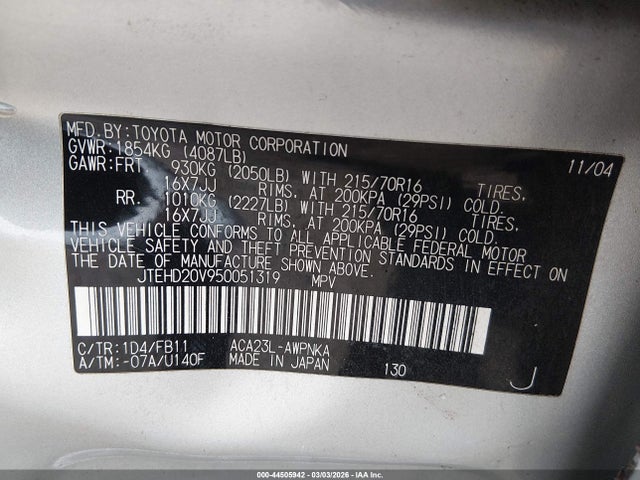 MFD.BY:TOYOTA MOTOR CORPORATION 11/04
GVWR:1854KG (4087LB)
GAWR:FRT. 930KG (2050LB) WITH 215/70R16 TIRES,
16X7JJ RIMS, AT 200KPA (29PSI) COLD.
RR. 1010KG (2227LB) WITH 215/70R16 TIRES,
16X7JJ RIMS, AT 200KPA (29PSI) COLD.
THIS VEHICLE CONFORMS TO ALL APPLICABLE FEDERAL MOTOR
VEHICLE SAFETY AND THEFT PREVENTION STANDARDS IN EFFECT ON
THE DATE OF MANUFACTURE SHOWN ABOVE.
JTEHD20V950051319 MPV
C/TR:1D4/FB11 ACA23L-AWPNKA
A/TM:-07A/U140F MADE IN JAPAN 130 J
000-44505942 - 03/03/2026 - IAAI Corp.